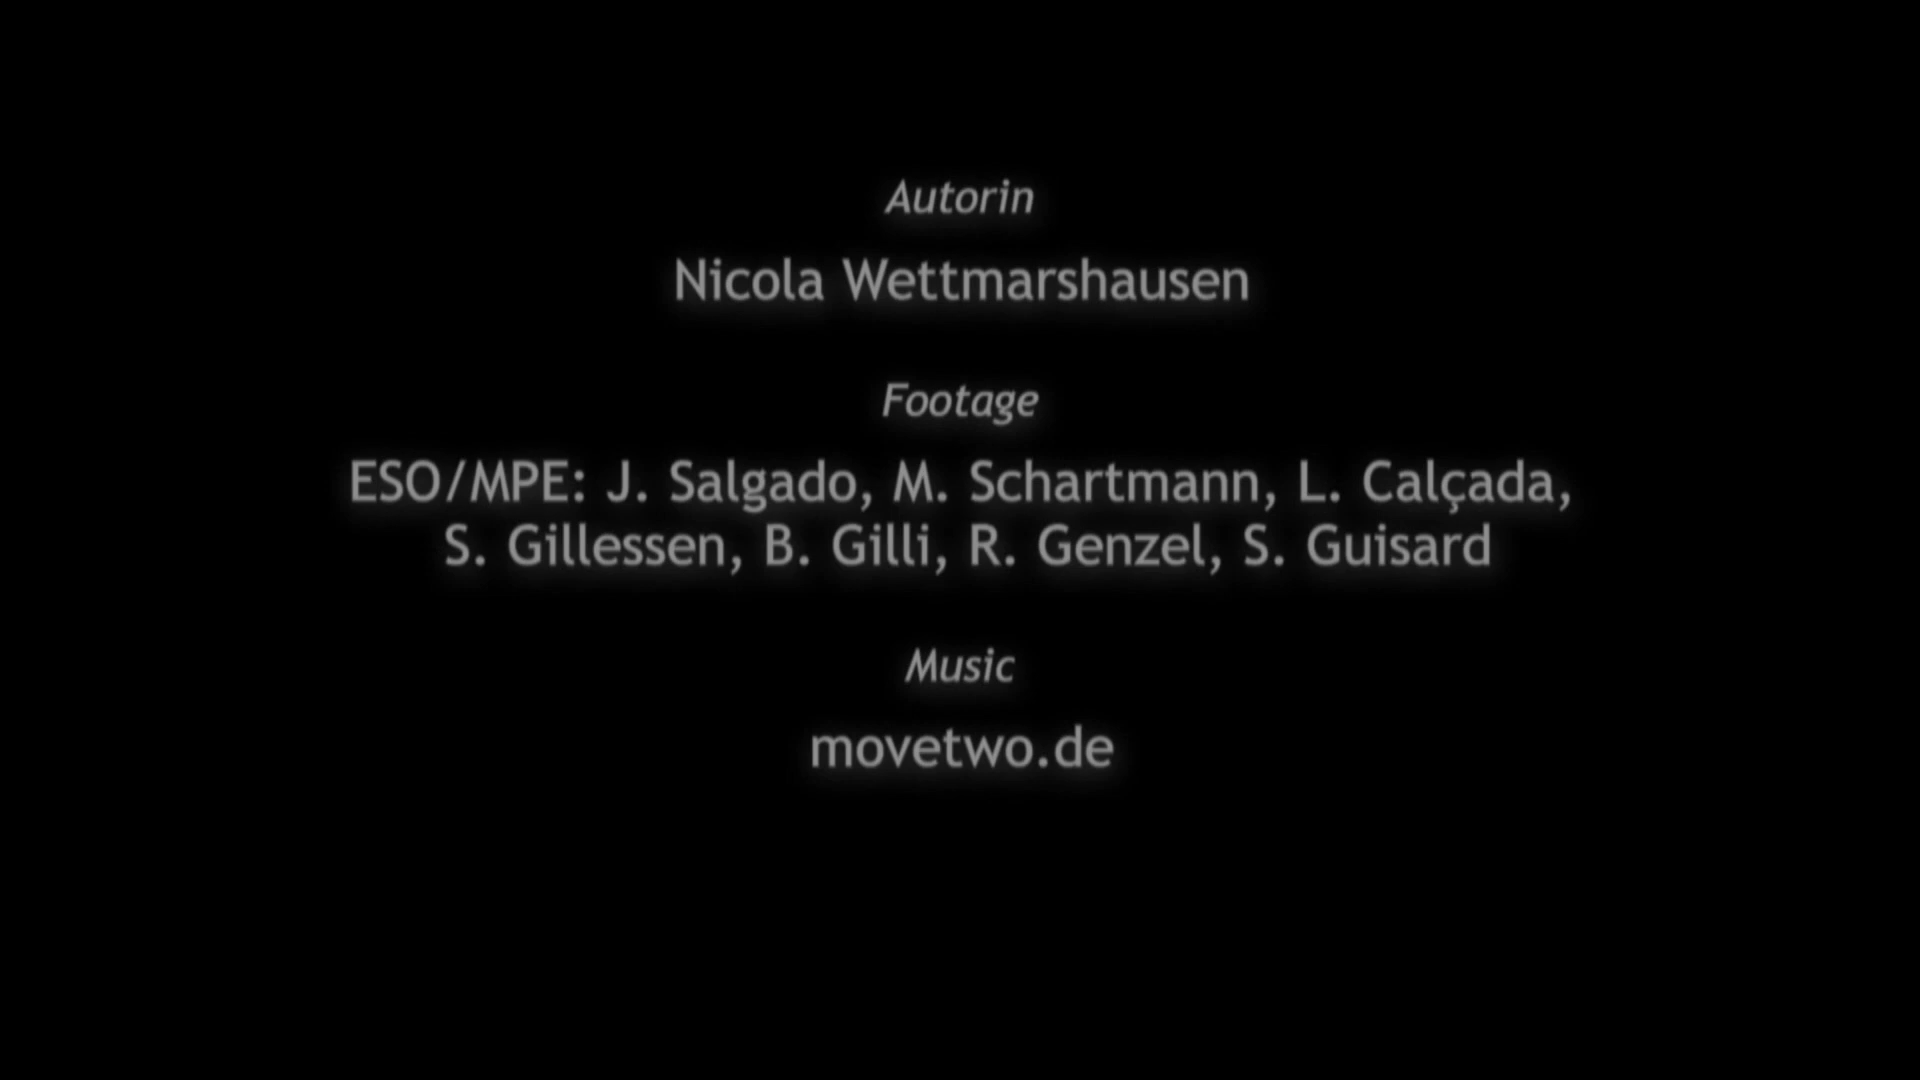 Autorin
Nicola Wettmarshausen
Footage
ESO/MPE: J. Salgado, M. Schartmann, L. Calçada,
S. Gillessen, B. Gilli, R. Genzel, S. Guisard
Music
movetwo.de